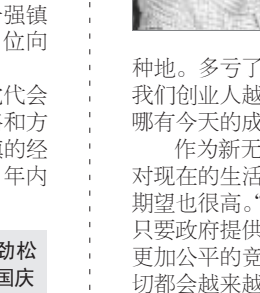 强镇
位向
代会
和方
的经
年内
劲松
国庆
种地。多亏了
我们创业人越
哪有今天的成
作为新无
对现在的生活
期望也很高。“
只要政府提供
更加公平的竞
切都会越来越